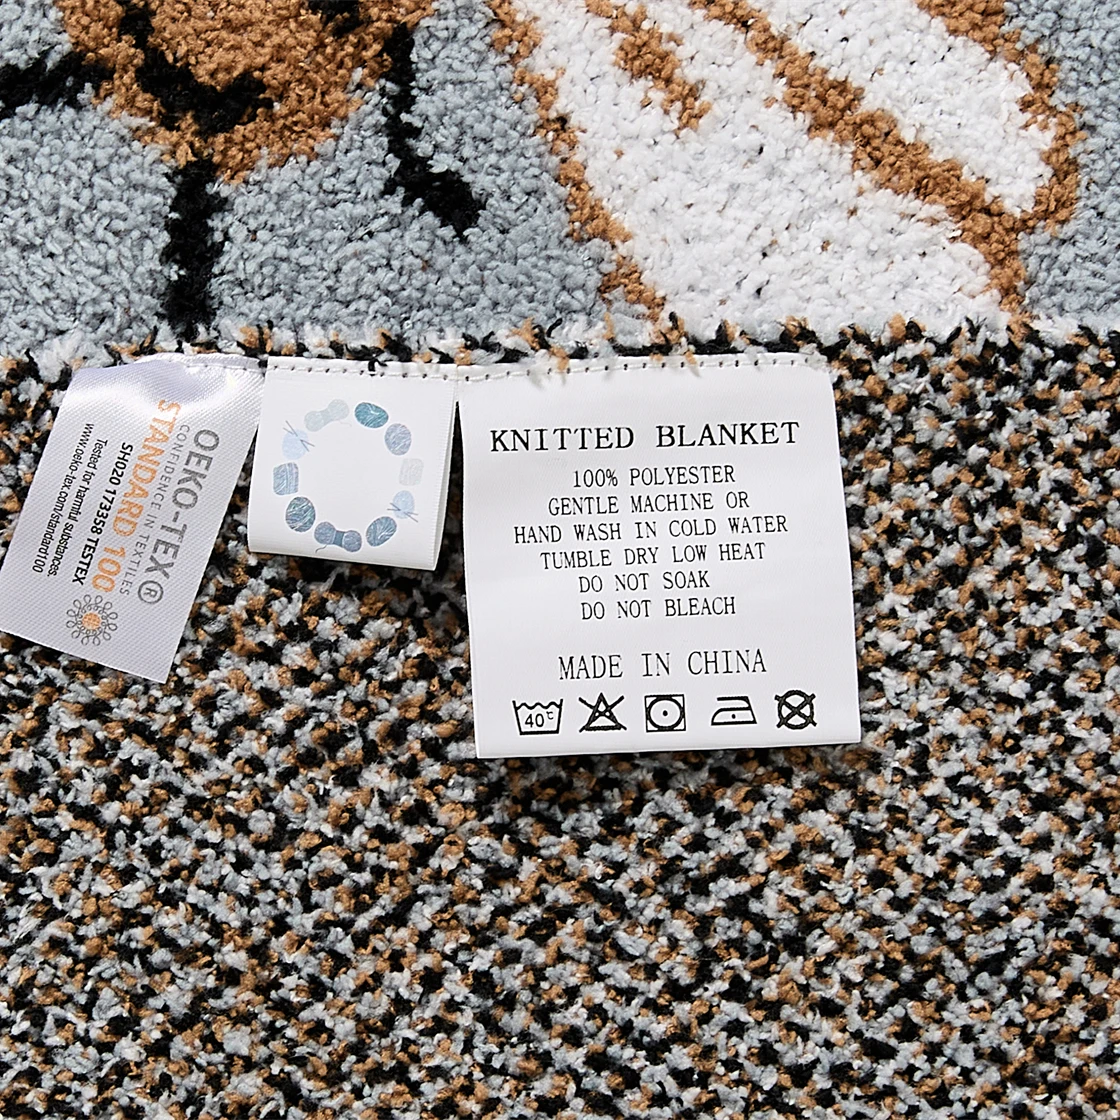 OEKO-TEX®
CONFIDENCE IN TEXTILES
STANDARD 100
SH020 173358 TESTEX
Tested for harmful substances.
www.oeko-tex.com/standard100
KNITTED BLANKET
100% POLYESTER
GENTLE MACHINE OR
HAND WASH IN COLD WATER
TUMBLE DRY LOW HEAT
DO NOT SOAK
DO NOT BLEACH
MADE IN CHINA
40℃